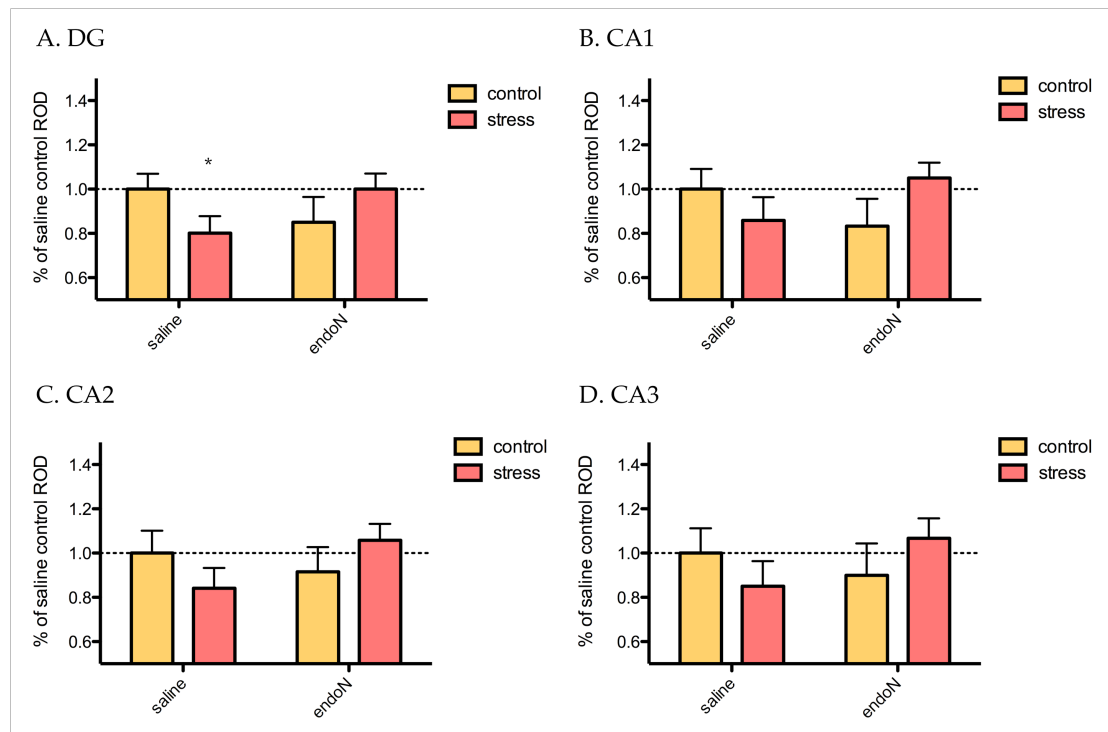 A. DG
% of saline control ROD
1.4
1.2
1.0
0.8
0.6
*
control
stress
saline
endoN
B. CA1
% of saline control ROD
1.4
1.2
1.0
0.8
0.6
control
stress
saline
endoN
C. CA2
% of saline control ROD
1.4
1.2
1.0
0.8
0.6
control
stress
saline
endoN
D. CA3
% of saline control ROD
1.4
1.2
1.0
0.8
0.6
control
stress
saline
endoN